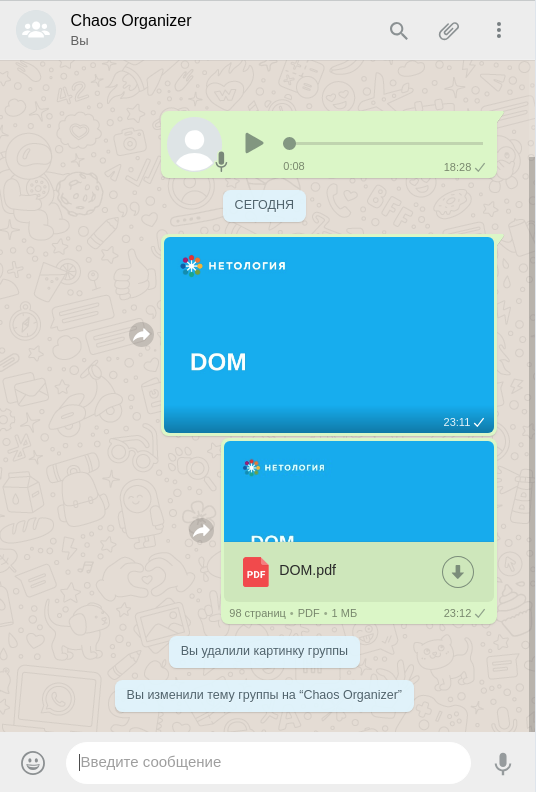 Chaos Organizer
Вы
0:08
18:28
СЕГОДНЯ
НЕТОЛОГИЯ
DOM
23:11
НЕТОЛОГИЯ
DOM
PDF
DOM.pdf
98 страниц • PDF • 1 МБ
23:12
Вы удалили картинку группы
Вы изменили тему группы на “Chaos Organizer”
Введите сообщение